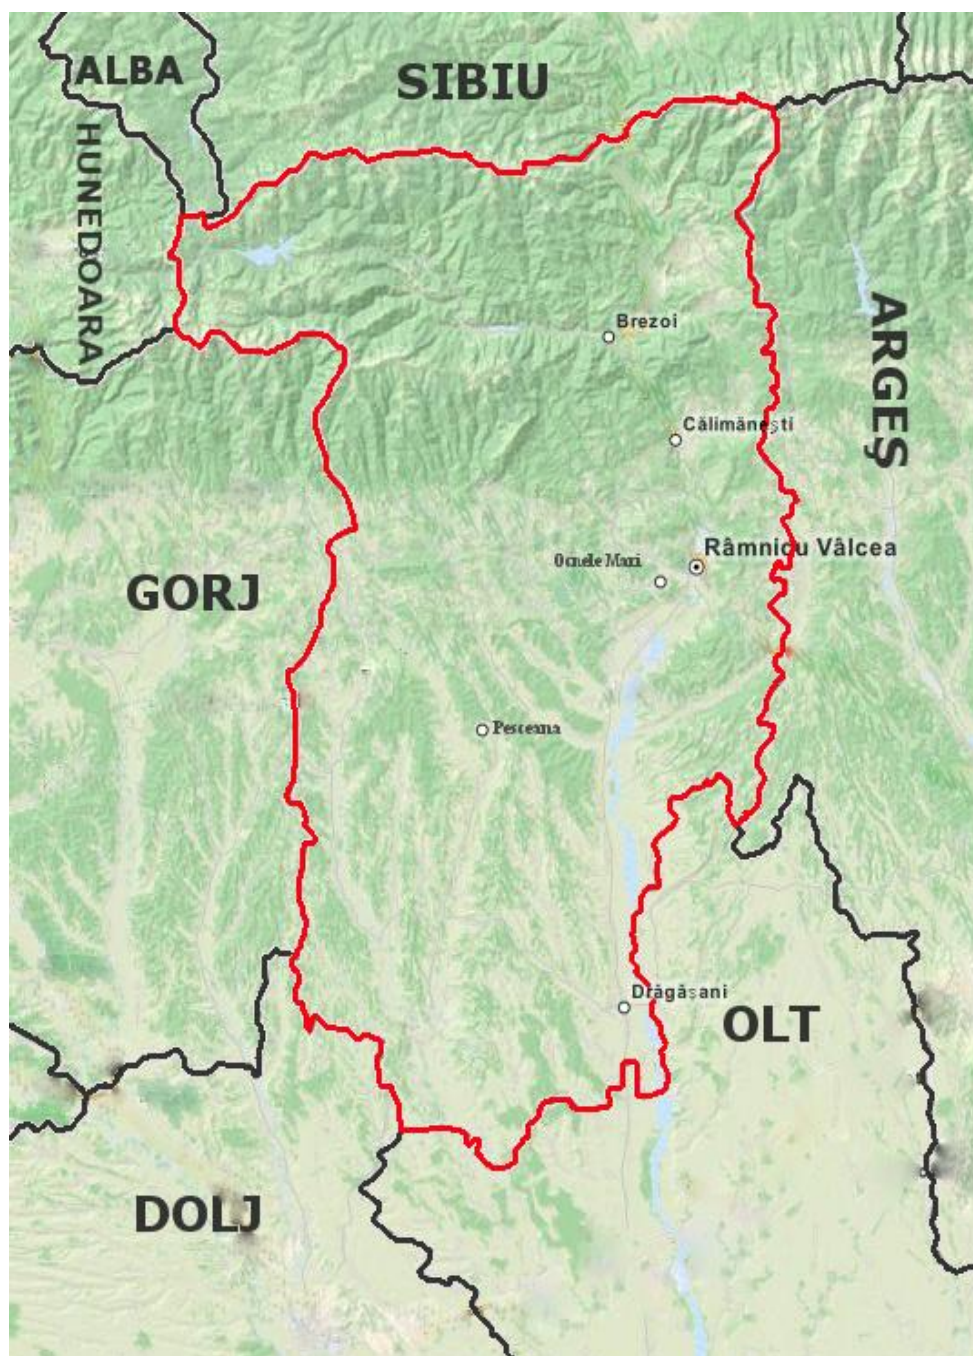 ALBA
SIBIU
HUNEDOARA
ARGEȘ
Brezoi
Călimănești
Râmnicu Vâlcea
Ocnele Mari
GORJ
Pesceana
Drăgășani
OLT
DOLJ